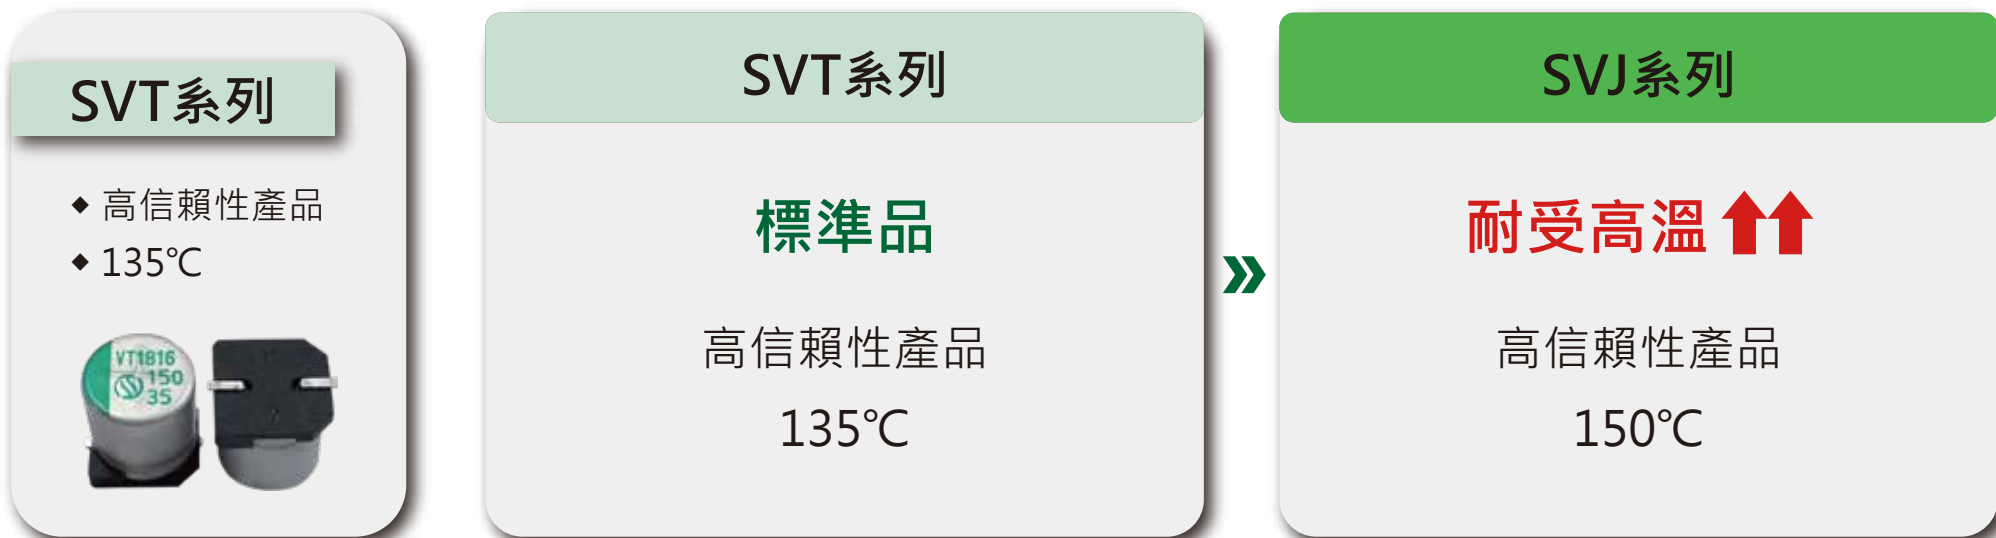 SVT系列
◆ 高信賴性產品
◆ 135℃
VT1816
150
35
SVT系列
標準品
高信賴性產品
135℃
»
SVJ系列
耐受高溫
高信賴性產品
150℃